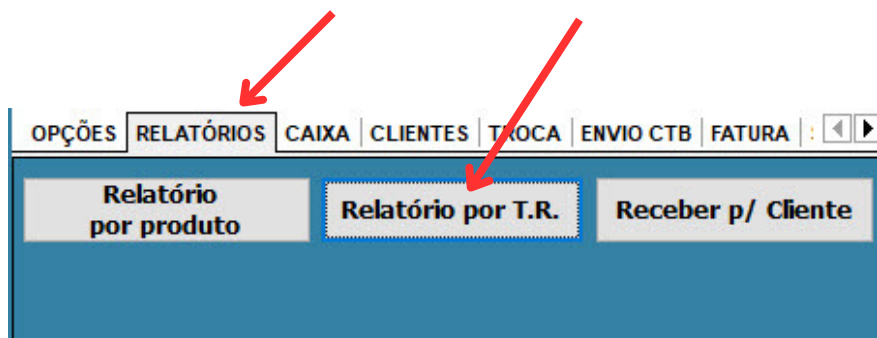 OPÇÕES RELATÓRIOS CAIXA CLIENTES TROCA ENVIO CTB FATURA
Relatório
por produto
Relatório por T.R.
Receber p/ Cliente